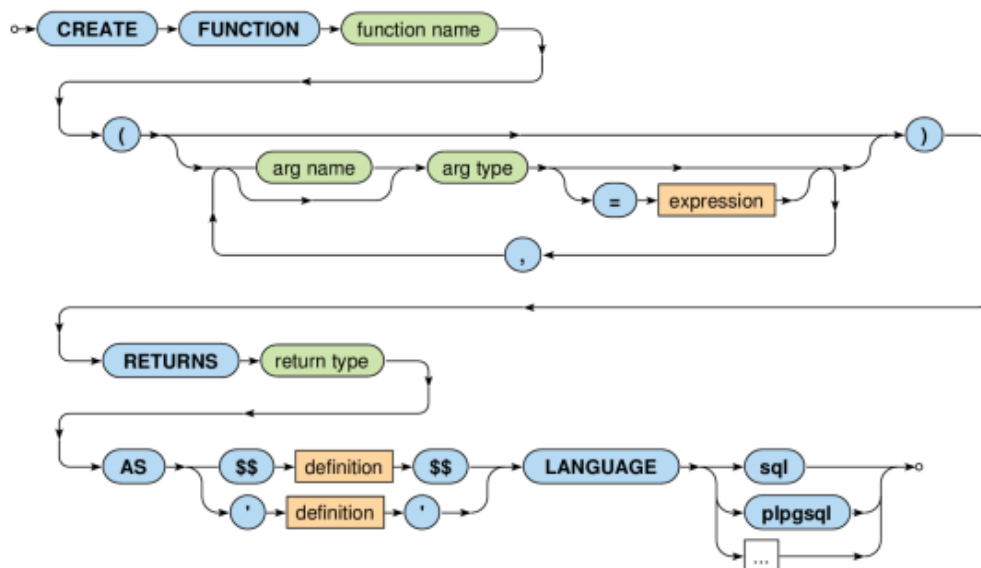 CREATE FUNCTION function name
( )
arg name arg type
= expression
,
RETURNS return type
AS $$ definition $$ LANGUAGE sql
' definition ' plpgsql
...